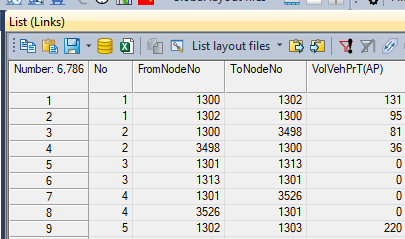 List (Links)
List layout files
Number: 6,786 No FromNodeNo ToNodeNo VolVehPrT(AP)
1 1 1300 1302 131
2 1 1302 1300 95
3 2 1300 3498 81
4 2 3498 1300 36
5 3 1301 1313 0
6 3 1313 1301 0
7 4 1301 3526 0
8 4 3526 1301 0
9 5 1302 1303 220